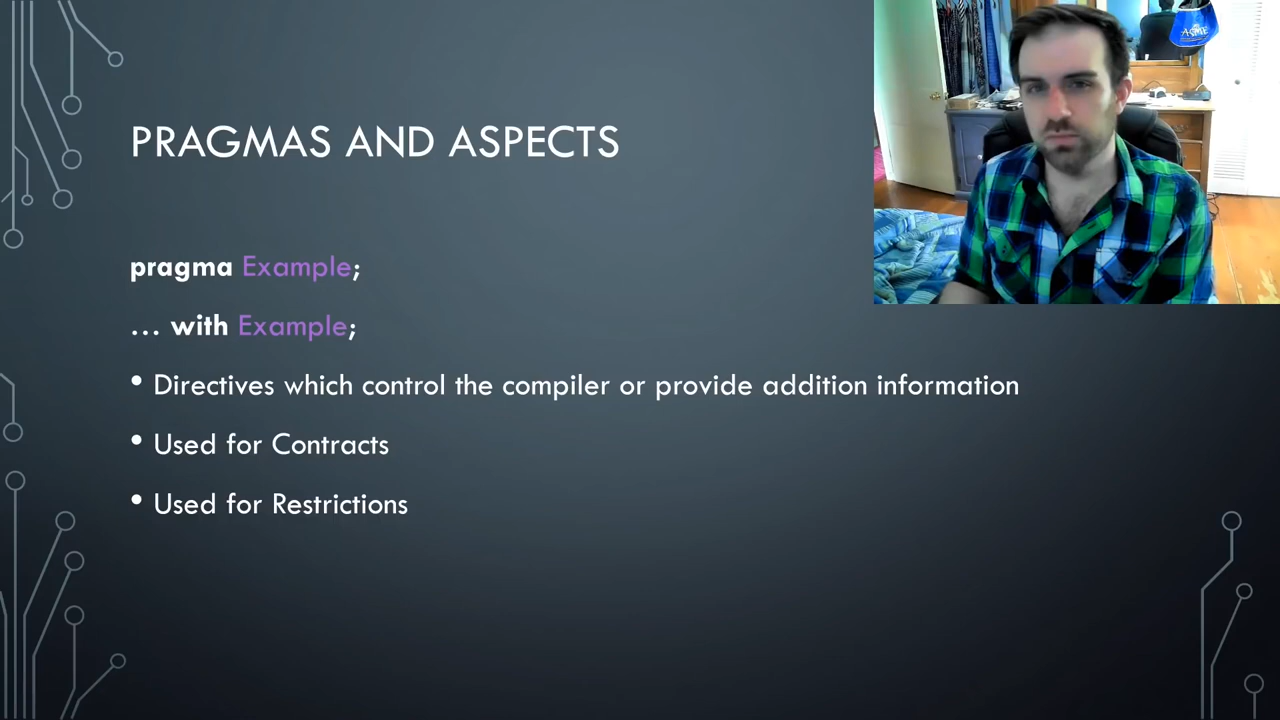 PRAGMAS AND ASPECTS
pragma Example;
... with Example;
• Directives which control the compiler or provide addition information
• Used for Contracts
• Used for Restrictions
ASME